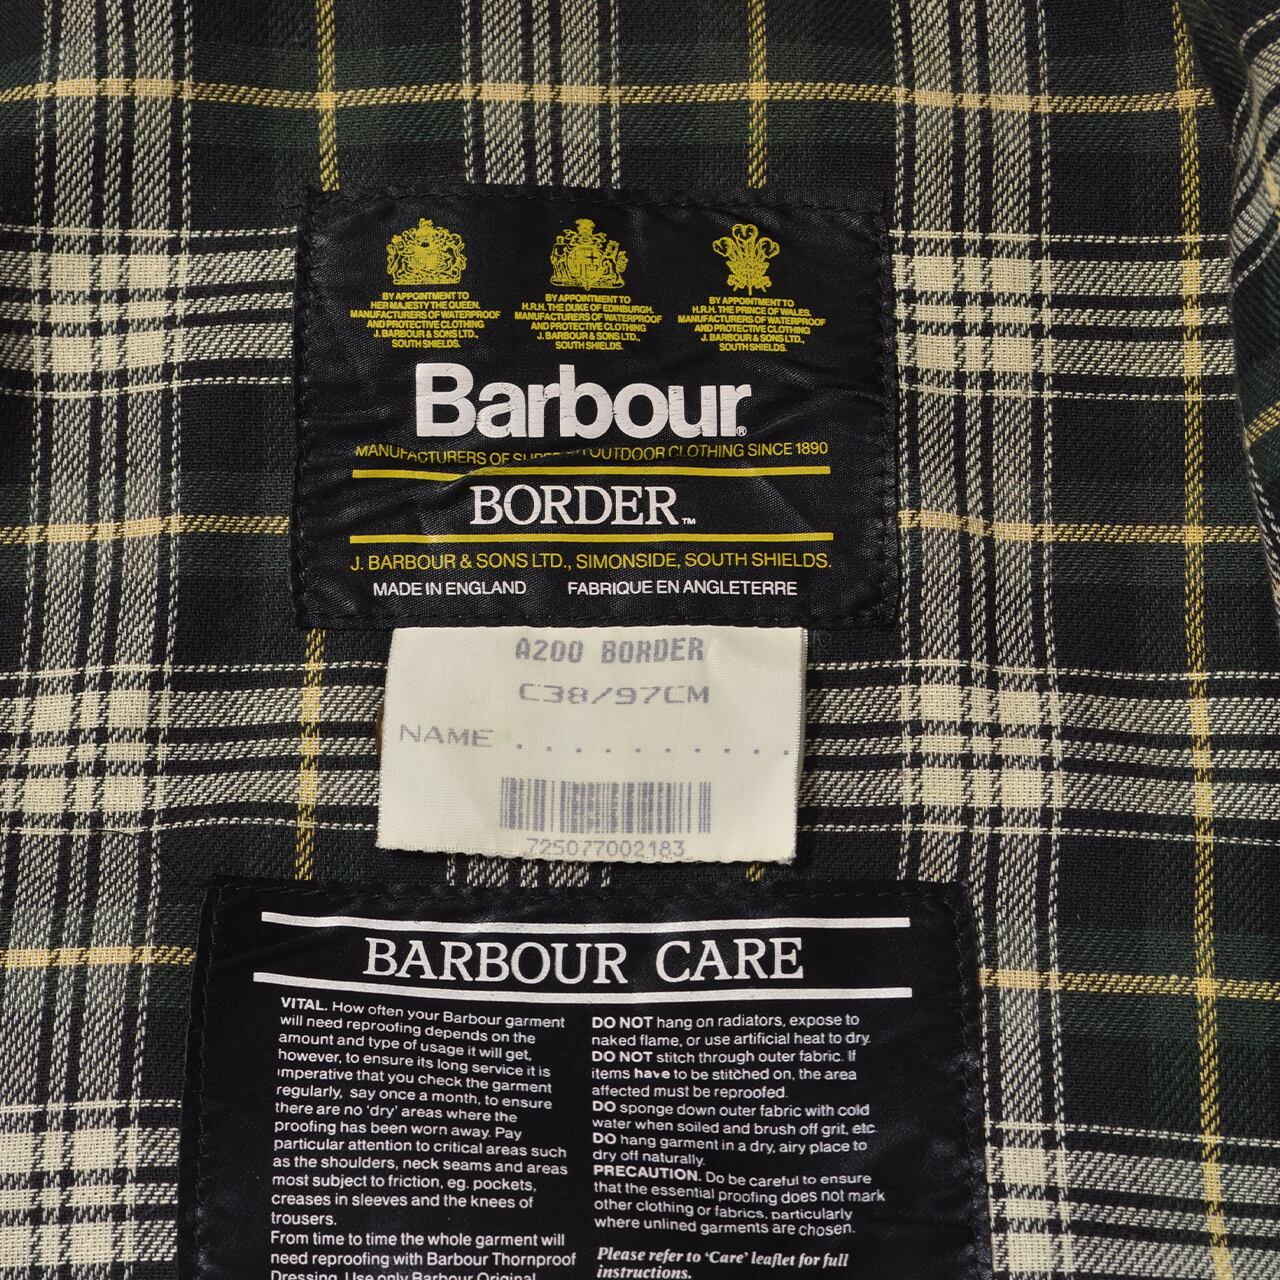 BY APPOINTMENT TO
HER MAJESTY THE QUEEN.
MANUFACTURERS OF WATERPROOF
AND PROTECTIVE CLOTHING
J. BARBOUR & SONS LTD.,
SOUTH SHIELDS.
BY APPOINTMENT TO
H.R.H. THE DUKE OF EDINBURGH.
MANUFACTURERS OF WATERPROOF
AND PROTECTIVE CLOTHING
J. BARBOUR & SONS LTD.,
SOUTH SHIELDS.
BY APPOINTMENT TO
H.R.H. THE PRINCE OF WALES.
MANUFACTURERS OF WATERPROOF
AND PROTECTIVE CLOTHING
J. BARBOUR & SONS LTD.,
SOUTH SHIELDS.
Barbour®
MANUFACTURERS OF OUTDOOR CLOTHING SINCE 1890
BORDER™
J. BARBOUR & SONS LTD., SIMONSIDE, SOUTH SHIELDS.
MADE IN ENGLAND FABRIQUE EN ANGLETERRE
A200 BORDER
C38/97CM
NAME ..........
725077002183
BARBOUR CARE
VITAL. How often your Barbour garment
will need reproofing depends on the
amount and type of usage it will get,
however, to ensure its long service it is
imperative that you check the garment
regularly, say once a month, to ensure
there are no 'dry' areas where the
proofing has been worn away. Pay
particular attention to critical areas such
as the shoulders, neck seams and areas
most subject to friction, eg. pockets,
creases in sleeves and the knees of
trousers.
From time to time the whole garment will
need reproofing with Barbour Thornproof
Dressing. Use only Barbour Original
DO NOT hang on radiators, expose to
naked flame, or use artificial heat to dry.
DO NOT stitch through outer fabric. If
items have to be stitched on, the area
affected must be reproofed.
DO sponge down outer fabric with cold
water when soiled and brush off grit, etc.
DO hang garment in a dry, airy place to
dry off naturally.
PRECAUTION. Do be careful to ensure
that the essential proofing does not mark
other clothing or fabrics, particularly
where unlined garments are chosen.
Please refer to 'Care' leaflet for full
instructions.